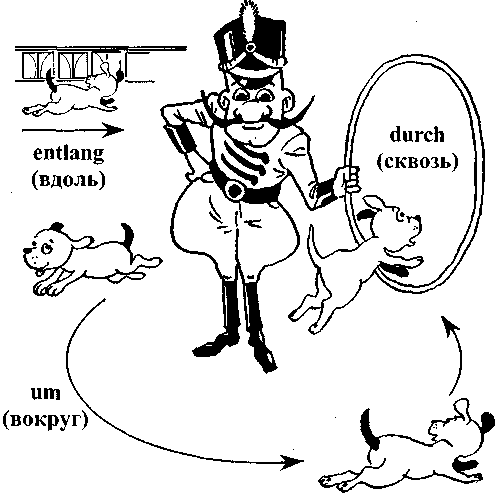 entlang
(вдоль)
durch
(сквозь)
um
(вокруг)